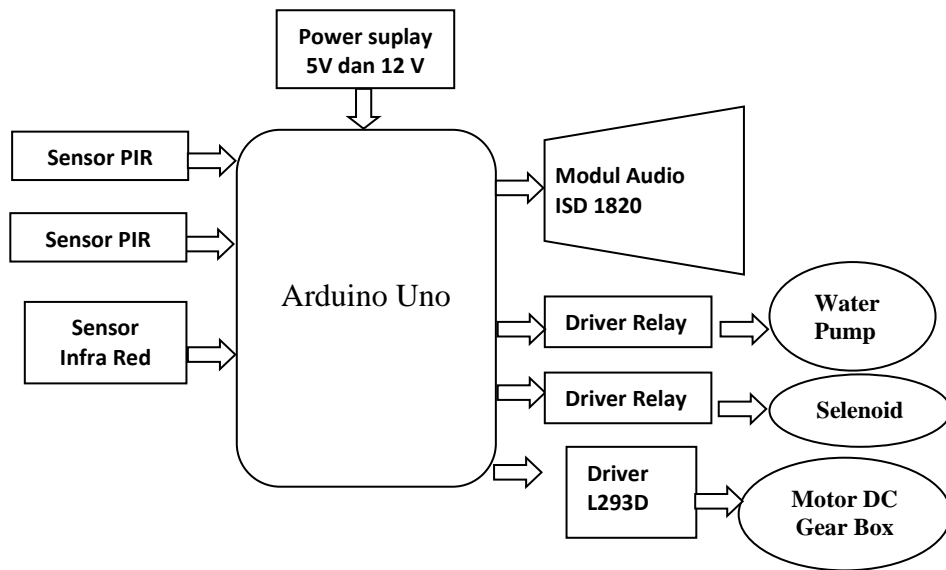 Power suplay
5V dan 12 V
Sensor PIR
Sensor PIR
Sensor
Infra Red
Arduino Uno
Modul Audio
ISD 1820
Driver Relay
Water
Pump
Driver Relay
Selenoid
Driver
L293D
Motor DC
Gear Box